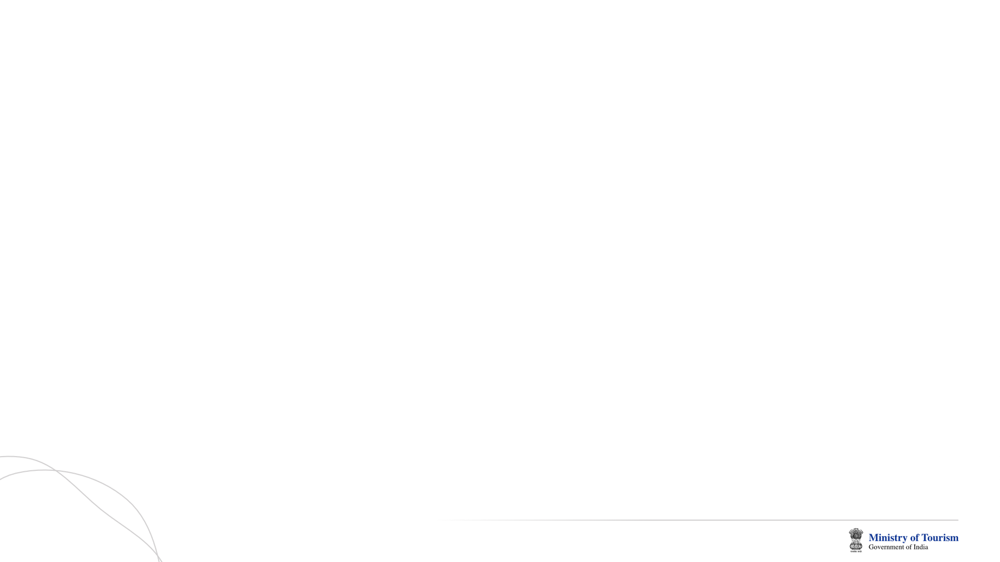 Ministry of Tourism
Government of India